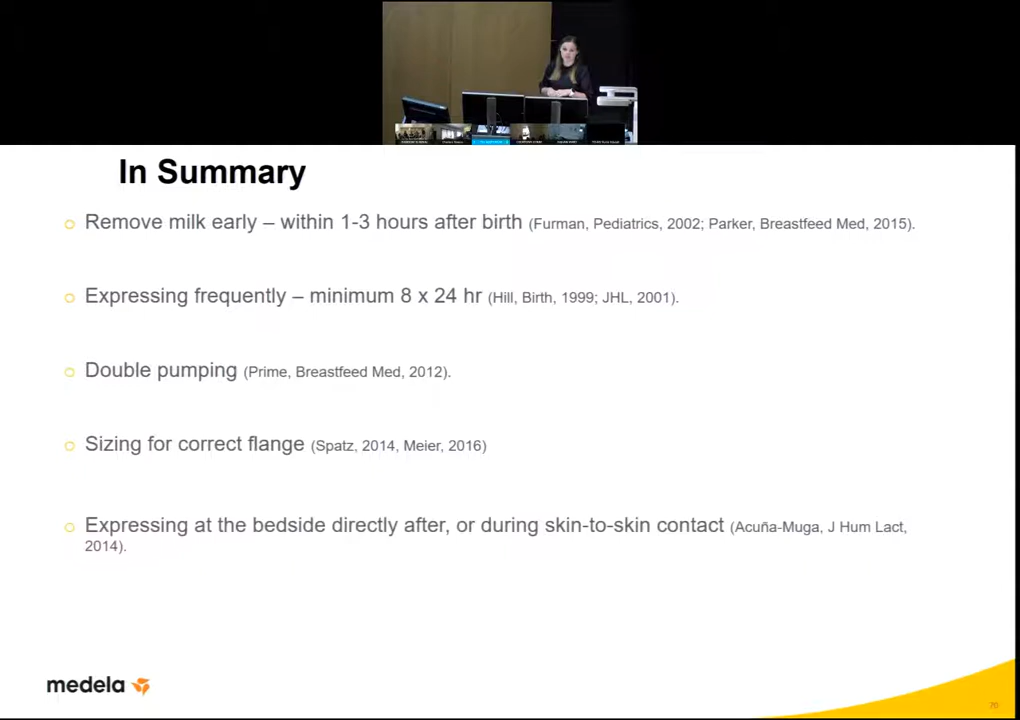 In Summary
Remove milk early – within 1-3 hours after birth (Furman, Pediatrics, 2002; Parker, Breastfeed Med, 2015).
Expressing frequently – minimum 8 x 24 hr (Hill, Birth, 1999; JHL, 2001).
Double pumping (Prime, Breastfeed Med, 2012).
Sizing for correct flange (Spatz, 2014, Meier, 2016)
Expressing at the bedside directly after, or during skin-to-skin contact (Acuña-Muga, J Hum Lact,
2014).
medela
70